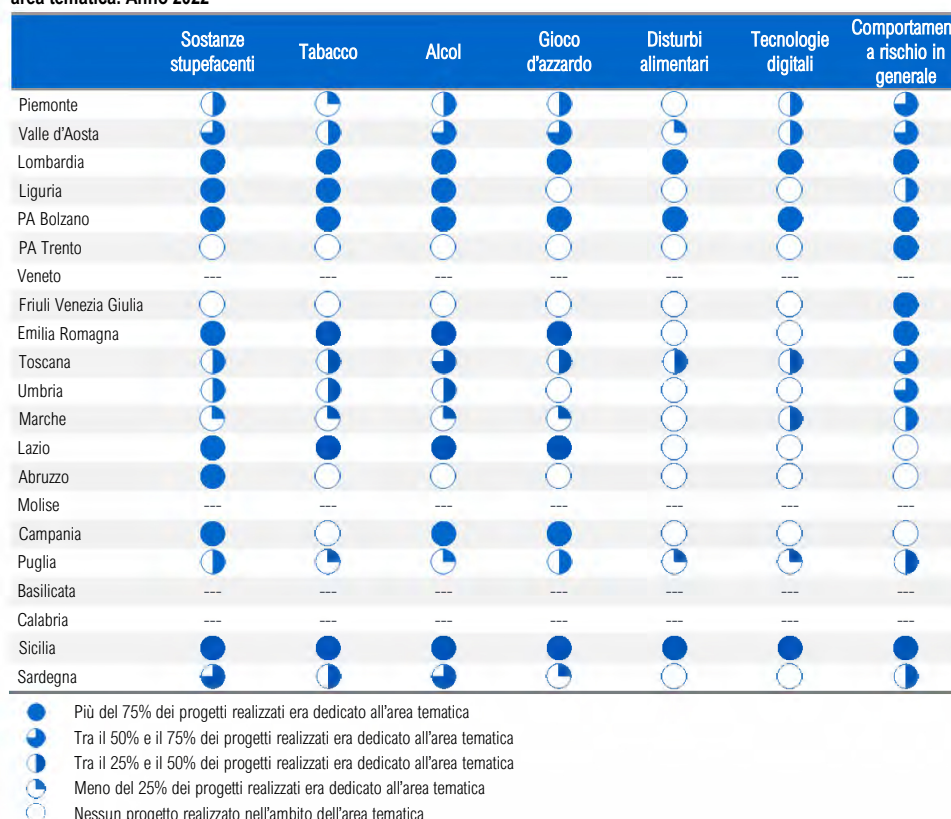 area tematica. Anno 2022
Sostanze stupefacenti Tabacco Alcol Gioco d'azzardo Disturbi alimentari Tecnologie digitali Comportamen a rischio in generale
Piemonte
Valle d'Aosta
Lombardia
Liguria
PA Bolzano
PA Trento
Veneto --- --- --- --- --- --- ---
Friuli Venezia Giulia
Emilia Romagna
Toscana
Umbria
Marche
Lazio
Abruzzo
Molise --- --- --- --- --- --- ---
Campania
Puglia
Basilicata --- --- --- --- --- --- ---
Calabria --- --- --- --- --- --- ---
Sicilia
Sardegna
Più del 75% dei progetti realizzati era dedicato all'area tematica
Tra il 50% e il 75% dei progetti realizzati era dedicato all'area tematica
Tra il 25% e il 50% dei progetti realizzati era dedicato all'area tematica
Meno del 25% dei progetti realizzati era dedicato all'area tematica
Nessun progetto realizzato nell'ambito dell'area tematica